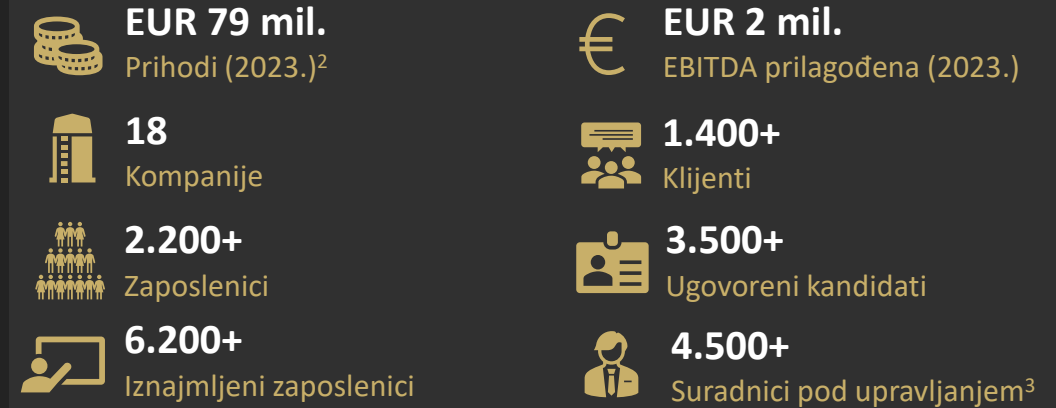 EUR 79 mil.
Prihodi (2023.)²
EUR 2 mil.
EBITDA prilagođena (2023.)
18
Kompanije
1.400+
Klijenti
2.200+
Zaposlenici
3.500+
Ugovoreni kandidati
6.200+
Iznajmljeni zaposlenici
4.500+
Suradnici pod upravljanjem³